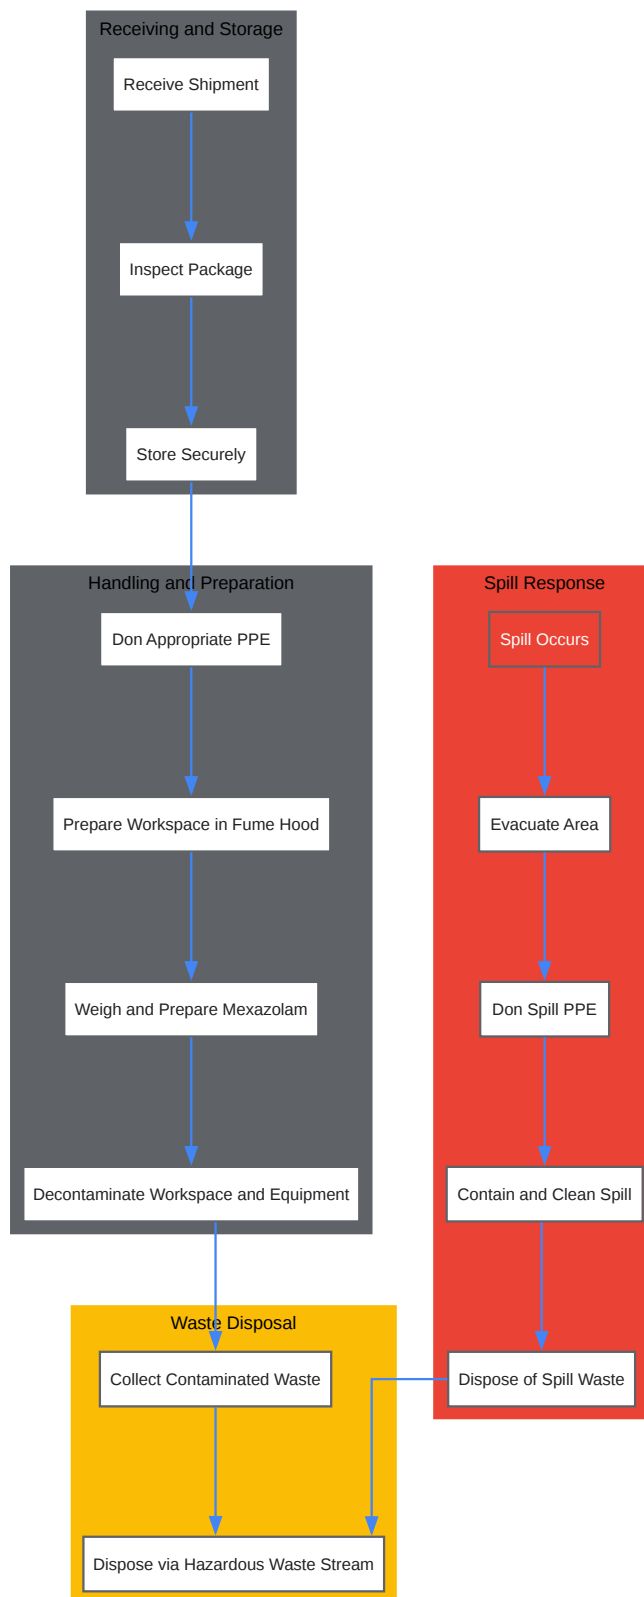 Receiving and Storage
Receive Shipment
Inspect Package
Store Securely
Handling and Preparation
Don Appropriate PPE
Prepare Workspace in Fume Hood
Weigh and Prepare Mexazolam
Decontaminate Workspace and Equipment
Spill Response
Spill Occurs
Evacuate Area
Don Spill PPE
Contain and Clean Spill
Dispose of Spill Waste
Waste Disposal
Collect Contaminated Waste
Dispose via Hazardous Waste Stream